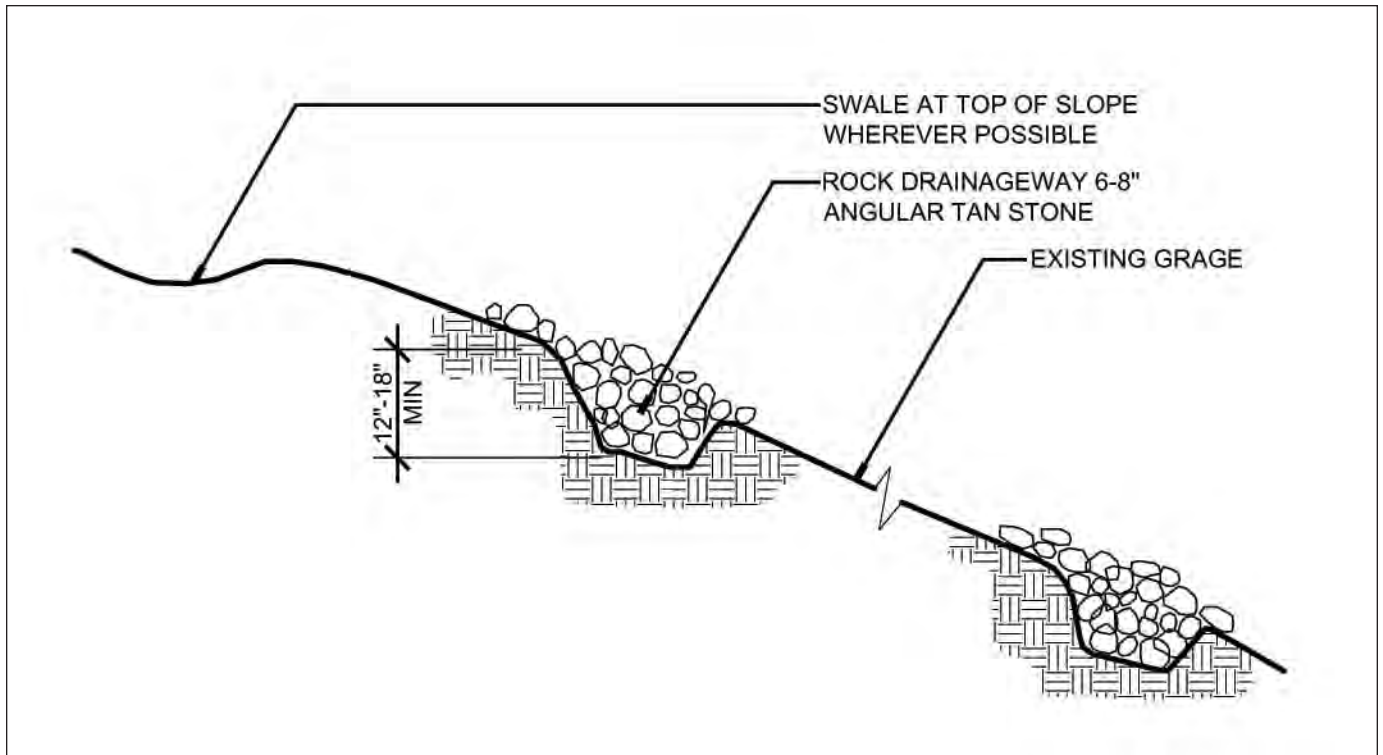 SWALE AT TOP OF SLOPE
WHEREVER POSSIBLE
ROCK DRAINAGEWAY 6-8"
ANGULAR TAN STONE
EXISTING GRAGE
12"-18"
MIN